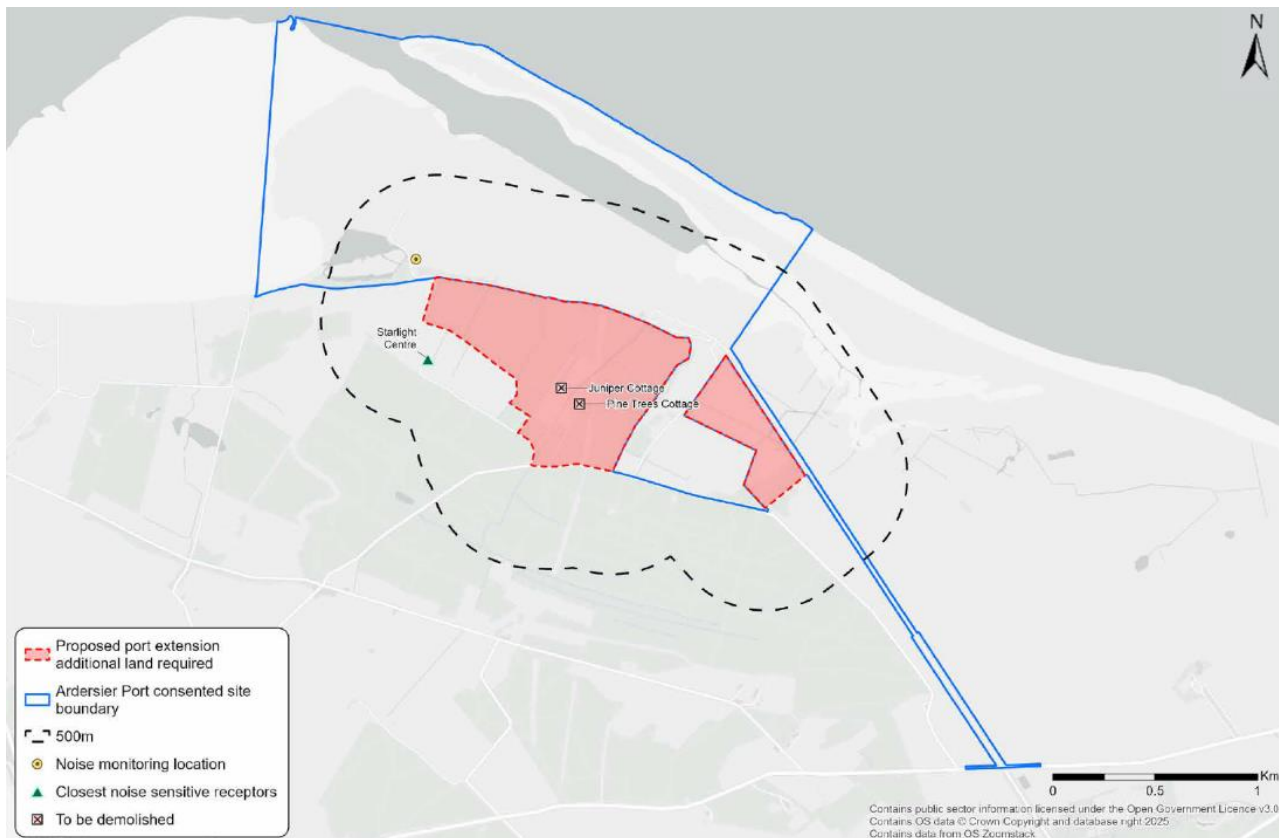 N
Starlight
Centre
Juniper Cottage
Pine Trees Cottage
Proposed port extension
additional land required
Ardersier Port consented site
boundary
500m
Noise monitoring location
Closest noise sensitive receptors
To be demolished
Km
0 0.5 1
Contains public sector information licensed under the Open Government Licence v3.0
Contains OS data © Crown Copyright and database right 2025
Contains data from OS Zoomstack